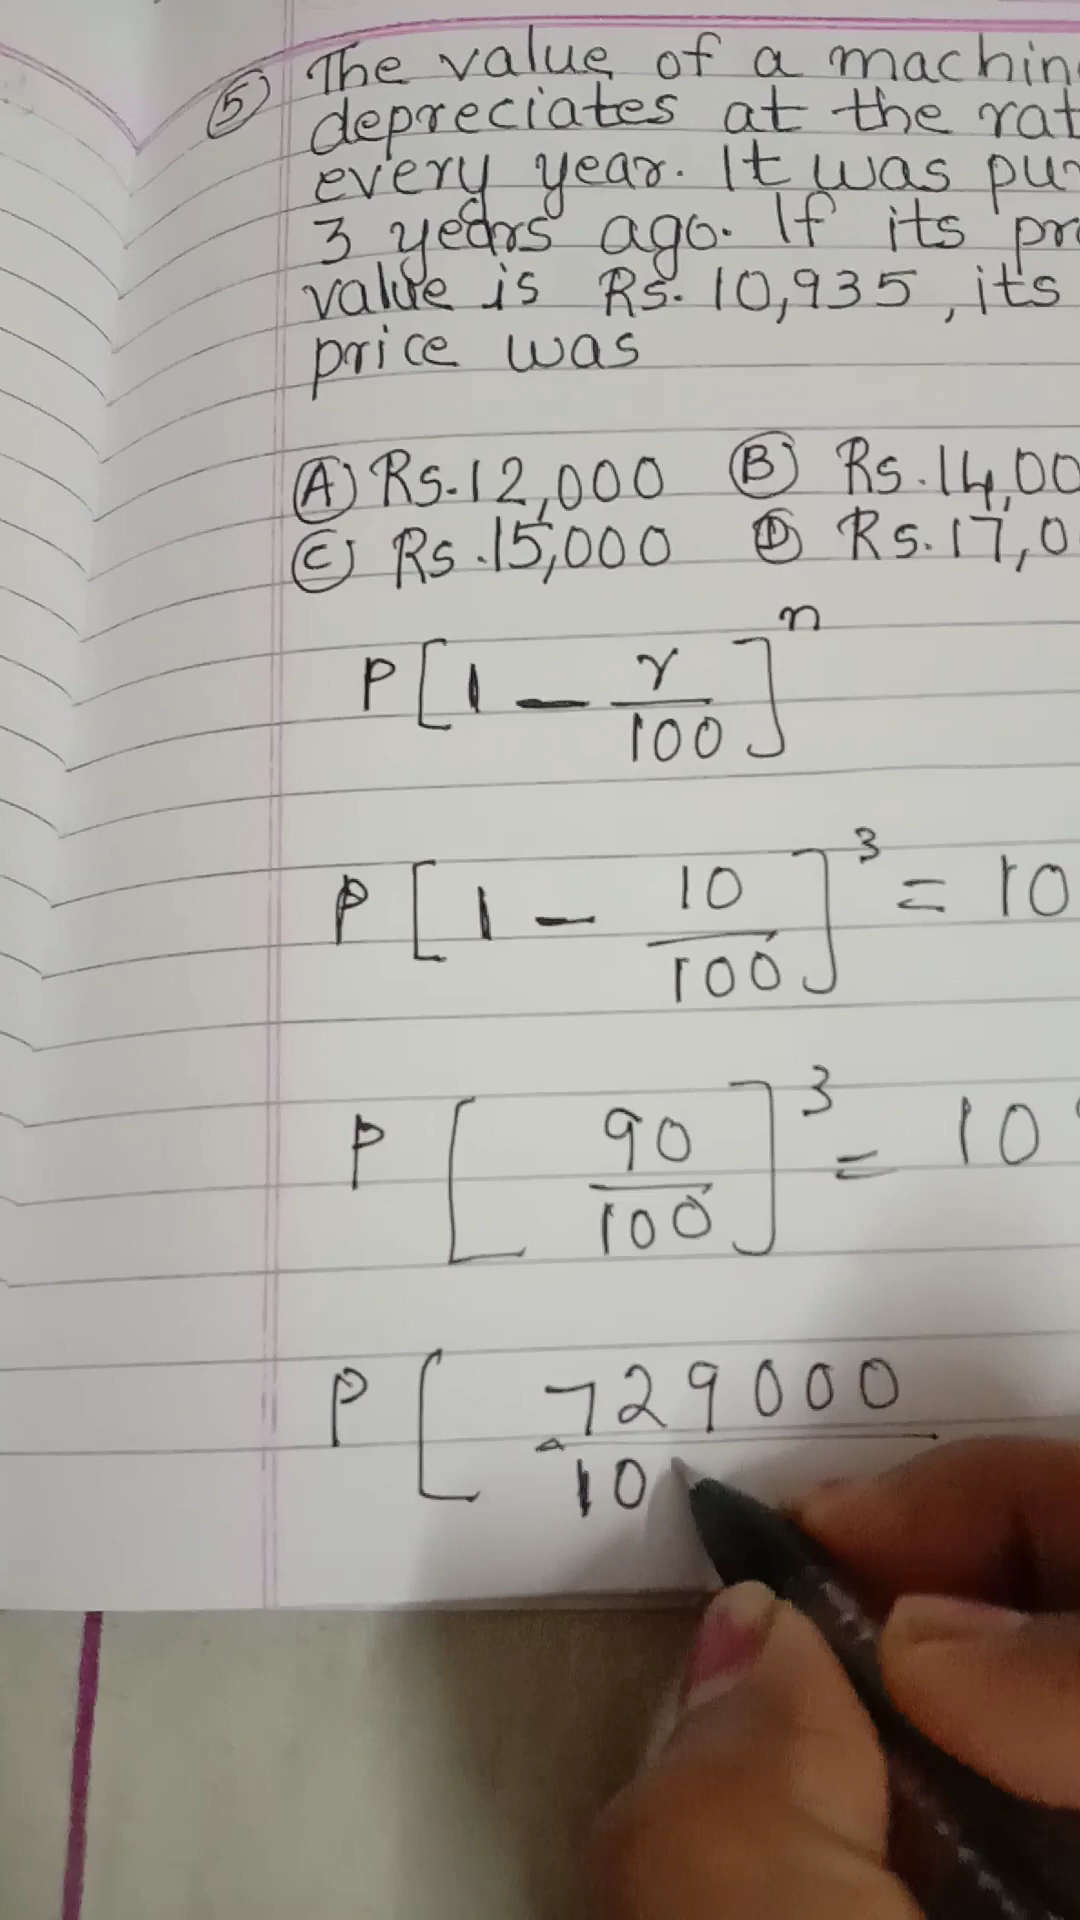 5 The value of a machin
depreciates at the rat
every year. It was pur
3 years ago. If its pre
value is Rs. 10,935, its
price was
A Rs.12,000 B Rs.14,00
C Rs.15,000 D Rs.17,0
P[1 - r/100]^n
P[1 - 10/100]^3 = 10
P[90/100]^3 = 10
P[729000/10